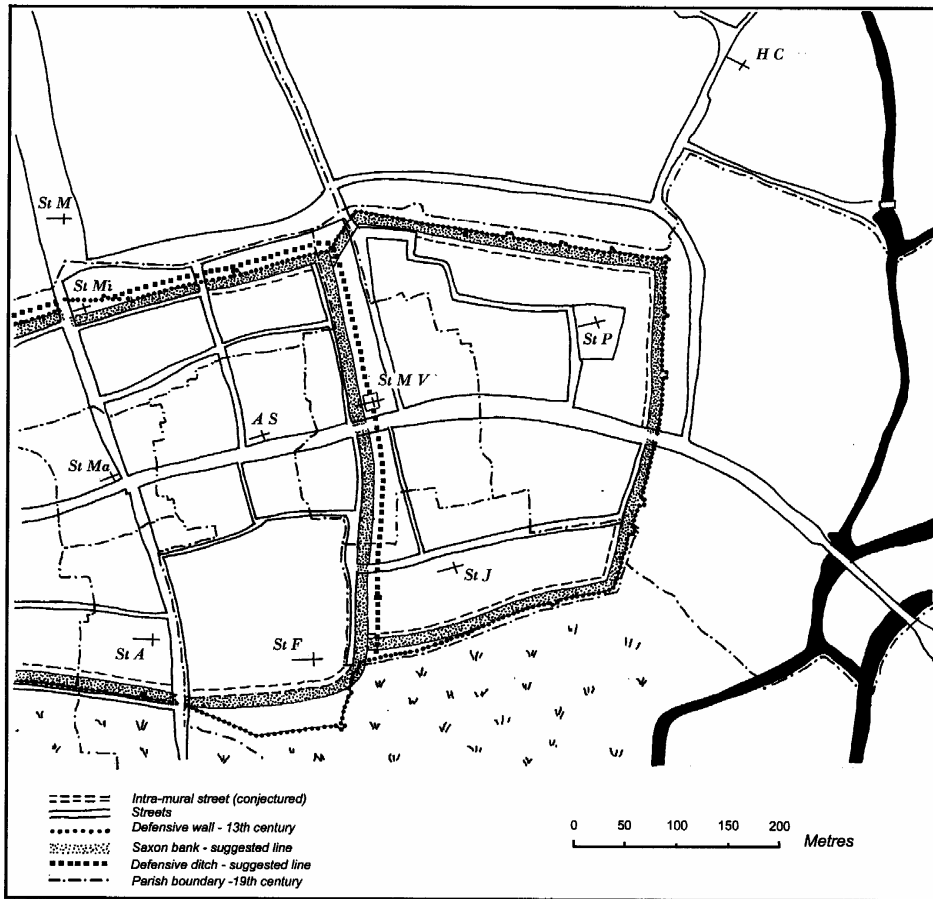 H C
St M
St Mi
St P
St M V
A S
St Ma
St J
St A
St F
Intra-mural street (conjectured)
Streets
Defensive wall - 13th century
Saxon bank - suggested line
Defensive ditch - suggested line
Parish boundary -19th century
0 50 100 150 200
Metres